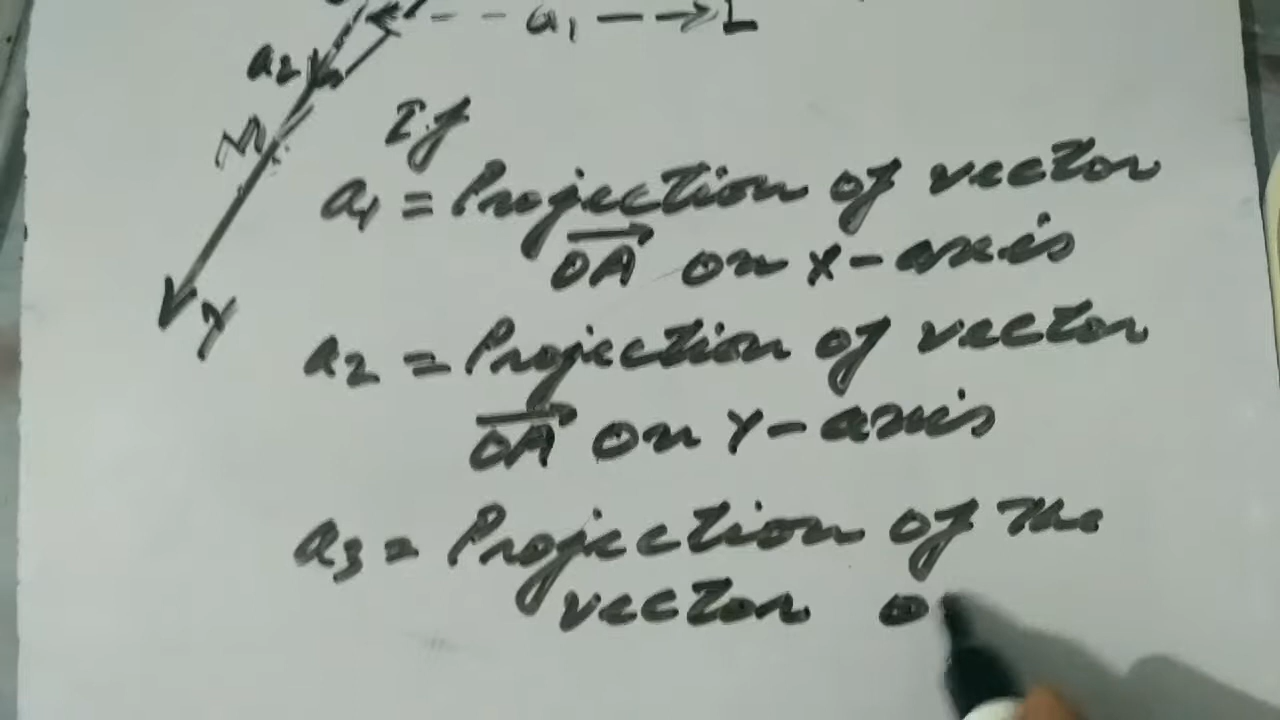 a₁ L
a₂
M
If
a₁ = Projection of vector
OA on X-axis
Y
a₂ = Projection of vector
OA on Y-axis
a₃ = Projection of the
vector O